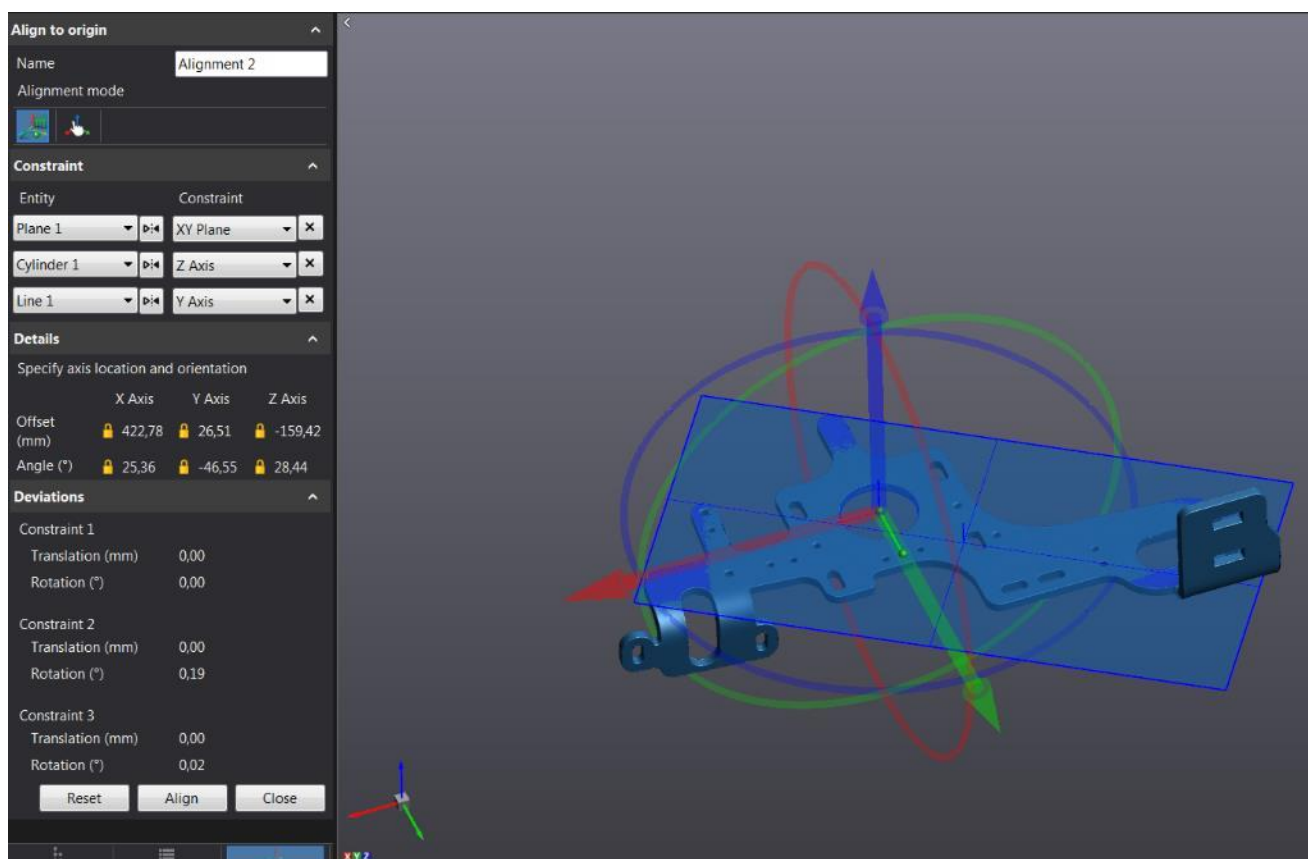 Align to origin
Name Alignment 2
Alignment mode
Constraint
Entity Constraint
Plane 1 XY Plane
Cylinder 1 Z Axis
Line 1 Y Axis
Details
Specify axis location and orientation
X Axis Y Axis Z Axis
Offset (mm) 422,78 26,51 -159,42
Angle (°) 25,36 -46,55 28,44
Deviations
Constraint 1
Translation (mm) 0,00
Rotation (°) 0,00
Constraint 2
Translation (mm) 0,00
Rotation (°) 0,19
Constraint 3
Translation (mm) 0,00
Rotation (°) 0,02
Reset Align Close
X Y Z